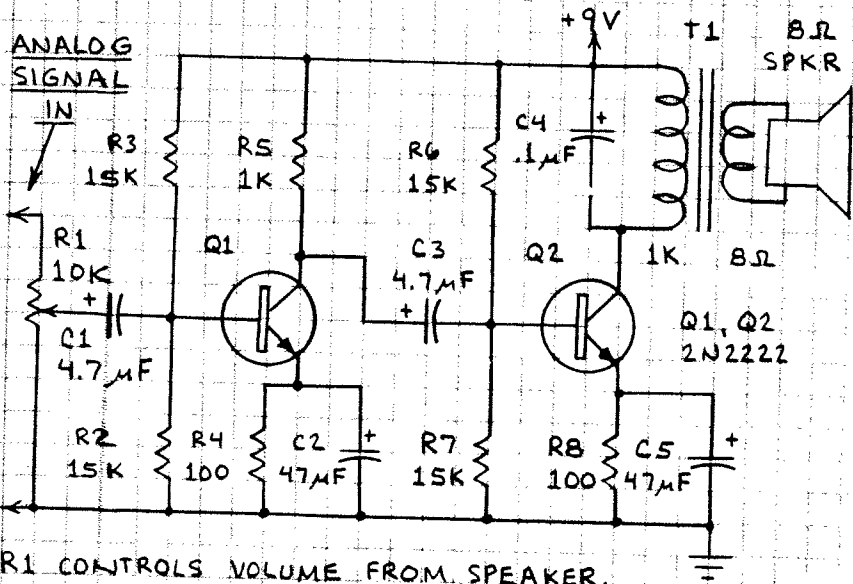 ANALOG
SIGNAL
IN
+9V
T1
8Ω
SPKR
R3
15K
R5
1K
R6
15K
C4
.1µF
+
R1
10K
Q1
C3
4.7µF
+
Q2
1K
8Ω
+
C1
4.7µF
Q1, Q2
2N2222
R2
15K
R4
100
C2
47µF
+
R7
15K
R8
100
C5
47µF
+
R1 CONTROLS VOLUME FROM SPEAKER.